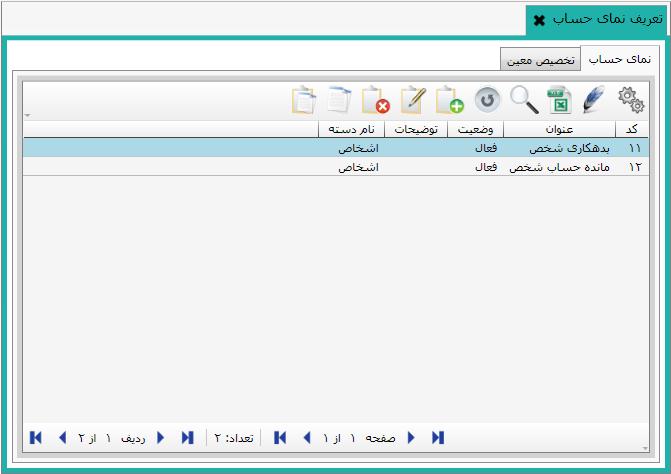 تعریف نمای حساب
نمای حساب تخصیص معین
کد عنوان وضعیت توضیحات نام دسته
۱۱ بدهکاری شخص فعال اشخاص
۱۲ مانده حساب شخص فعال اشخاص
صفحه ۱ از ۱ تعداد: ۲ ردیف ۱ از ۲